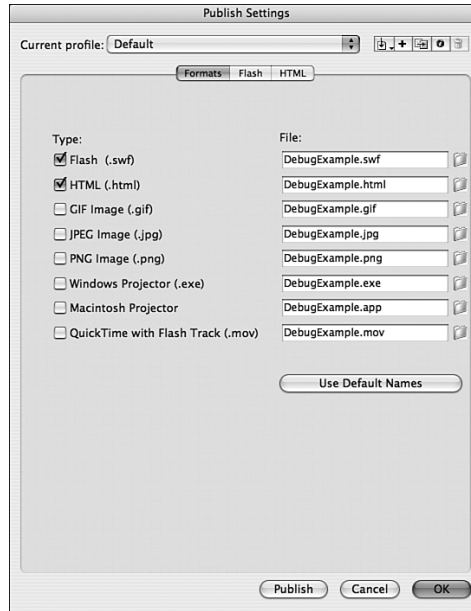 Publish Settings
Current profile: Default
Formats Flash HTML
Type: File:
Flash (.swf) DebugExample.swf
HTML (.html) DebugExample.html
GIF Image (.gif) DebugExample.gif
JPEG Image (.jpg) DebugExample.jpg
PNG Image (.png) DebugExample.png
Windows Projector (.exe) DebugExample.exe
Macintosh Projector DebugExample.app
QuickTime with Flash Track (.mov) DebugExample.mov
Use Default Names
Publish Cancel OK